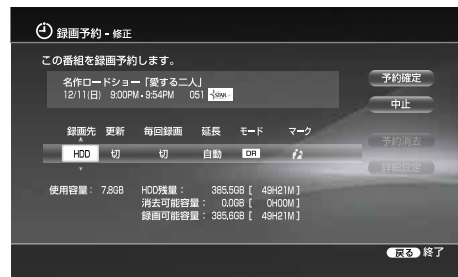 録画予約 - 修正
この番組を録画予約します。
名作ロードショー「愛する二人」
12/11(日) 9:00PM - 9:54PM 051 STAR
予約確定
中止
予約消去
詳細設定
録画先 更新 毎回録画 延長 モード マーク
HDD 切 切 自動 DR
使用容量: 7.8GB HDD残量: 385.5GB [ 49H21M ]
消去可能容量: 0.0GB [ 0H00M ]
録画可能容量: 385.6GB [ 49H21M ]
戻る 終了